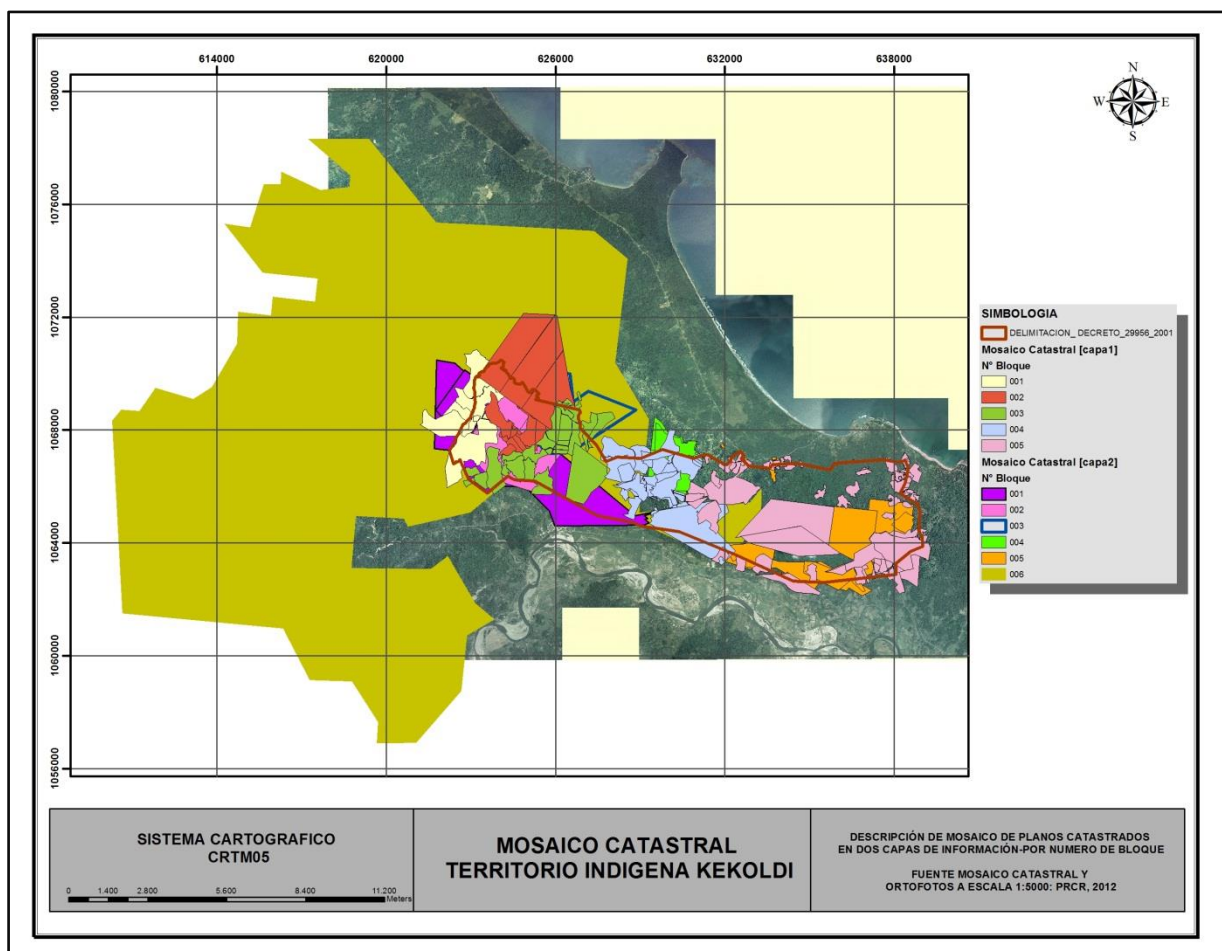 614000 620000 626000 632000 638000
N
W E
S
1080000
1076000
1072000
1068000
1064000
1060000
1056000
SIMBOLOGIA
DELIMITACION_ DECRETO_29956_2001
Mosaico Catastral [capa1]
N° Bloque
001
002
003
004
005
Mosaico Catastral [capa2]
N° Bloque
001
002
003
004
005
006
SISTEMA CARTOGRAFICO
CRTM05
0 1.400 2.800 5.600 8.400 11.200
Meters
MOSAICO CATASTRAL
TERRITORIO INDIGENA KEKOLDI
DESCRIPCIÓN DE MOSAICO DE PLANOS CATASTRADOS
EN DOS CAPAS DE INFORMACIÓN-POR NUMERO DE BLOQUE
FUENTE MOSAICO CATASTRAL Y
ORTOFOTOS A ESCALA 1:5000: PRCR, 2012